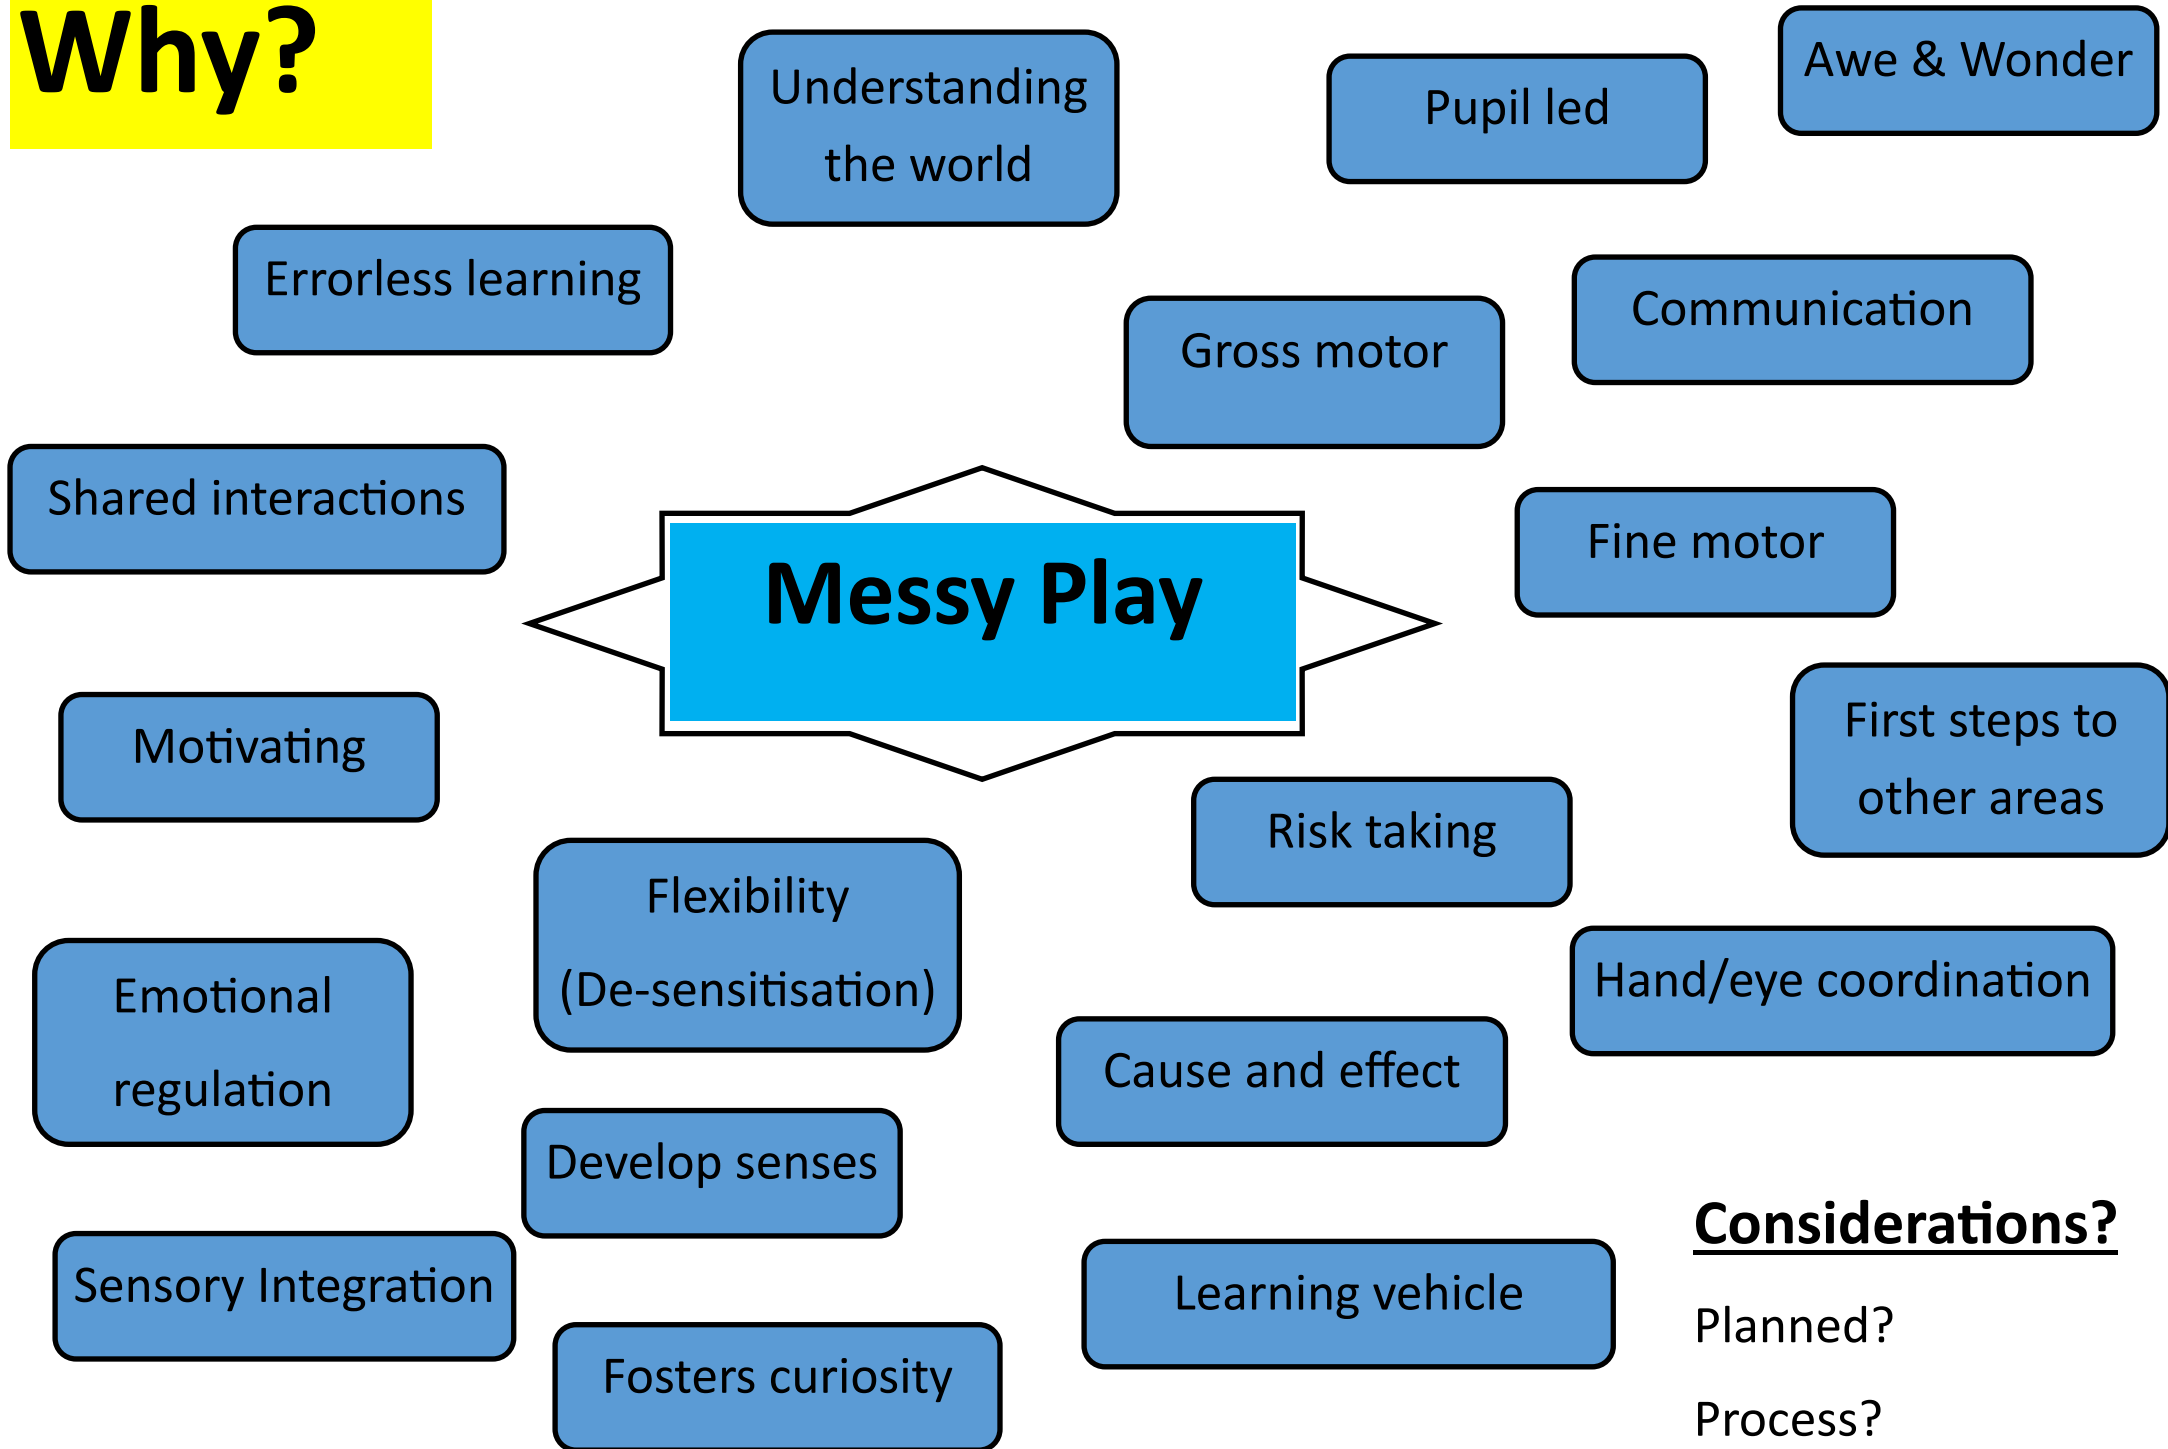 Why?
Understanding
the world
Pupil led
Awe & Wonder
Errorless learning
Gross motor
Communication
Shared interactions
Messy Play
Fine motor
Motivating
First steps to
other areas
Risk taking
Flexibility
(De-sensitisation)
Emotional
regulation
Hand/eye coordination
Cause and effect
Develop senses
Sensory Integration
Learning vehicle
Fosters curiosity
Considerations?
Planned?
Process?